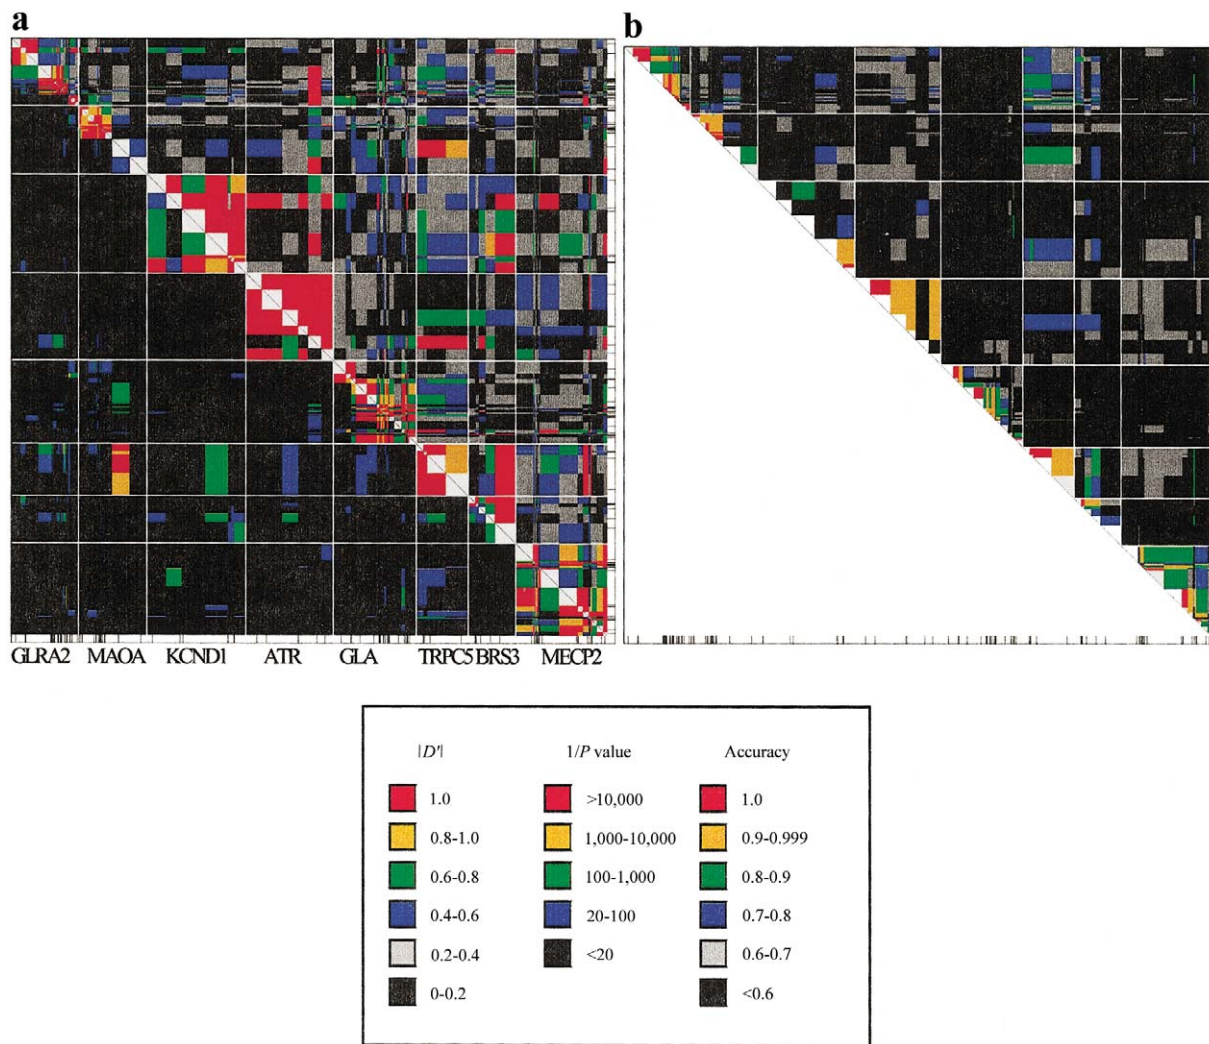 a
b
GLRA2 MAOA KCND1 ATR GLA TRPC5 BRS3 MECP2
|D'| 1/P value Accuracy
1.0 >10,000 1.0
0.8-1.0 1,000-10,000 0.9-0.999
0.6-0.8 100-1,000 0.8-0.9
0.4-0.6 20-100 0.7-0.8
0.2-0.4 <20 0.6-0.7
0-0.2 <0.6